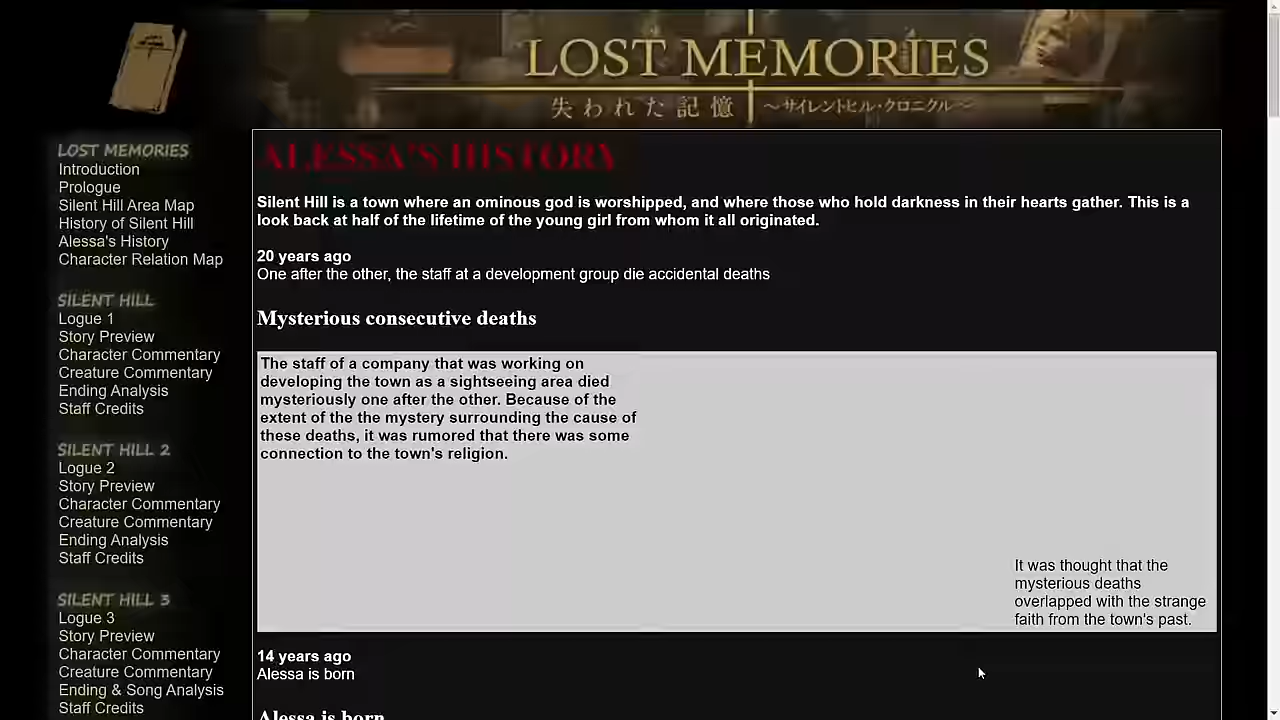 LOST MEMORIES
失われた記憶 ～サイレントヒル・クロニクル～
LOST MEMORIES
Introduction
Prologue
Silent Hill Area Map
History of Silent Hill
Alessa's History
Character Relation Map
SILENT HILL
Logue 1
Story Preview
Character Commentary
Creature Commentary
Ending Analysis
Staff Credits
SILENT HILL 2
Logue 2
Story Preview
Character Commentary
Creature Commentary
Ending Analysis
Staff Credits
SILENT HILL 3
Logue 3
Story Preview
Character Commentary
Creature Commentary
Ending & Song Analysis
Staff Credits
ALESSA'S HISTORY
Silent Hill is a town where an ominous god is worshipped, and where those who hold darkness in their hearts gather. This is a
look back at half of the lifetime of the young girl from whom it all originated.
20 years ago
One after the other, the staff at a development group die accidental deaths
Mysterious consecutive deaths
The staff of a company that was working on
developing the town as a sightseeing area died
mysteriously one after the other. Because of the
extent of the the mystery surrounding the cause of
these deaths, it was rumored that there was some
connection to the town's religion.
It was thought that the
mysterious deaths
overlapped with the strange
faith from the town's past.
14 years ago
Alessa is born
Alessa is born